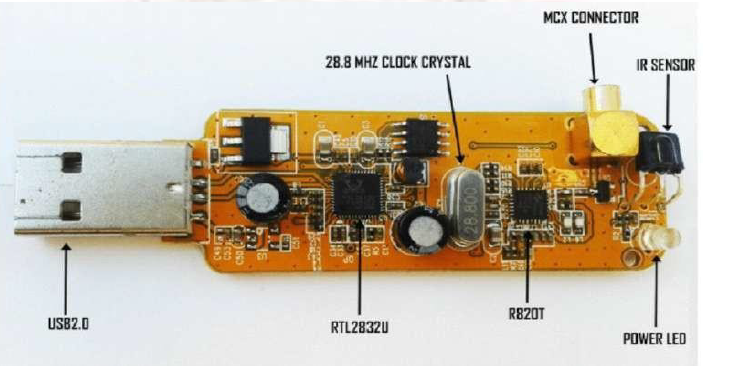 MCX CONNECTOR
28.8 MHZ CLOCK CRYSTAL
IR SENSOR
28.800
USB2.0
RTL2832U
R820T
POWER LED